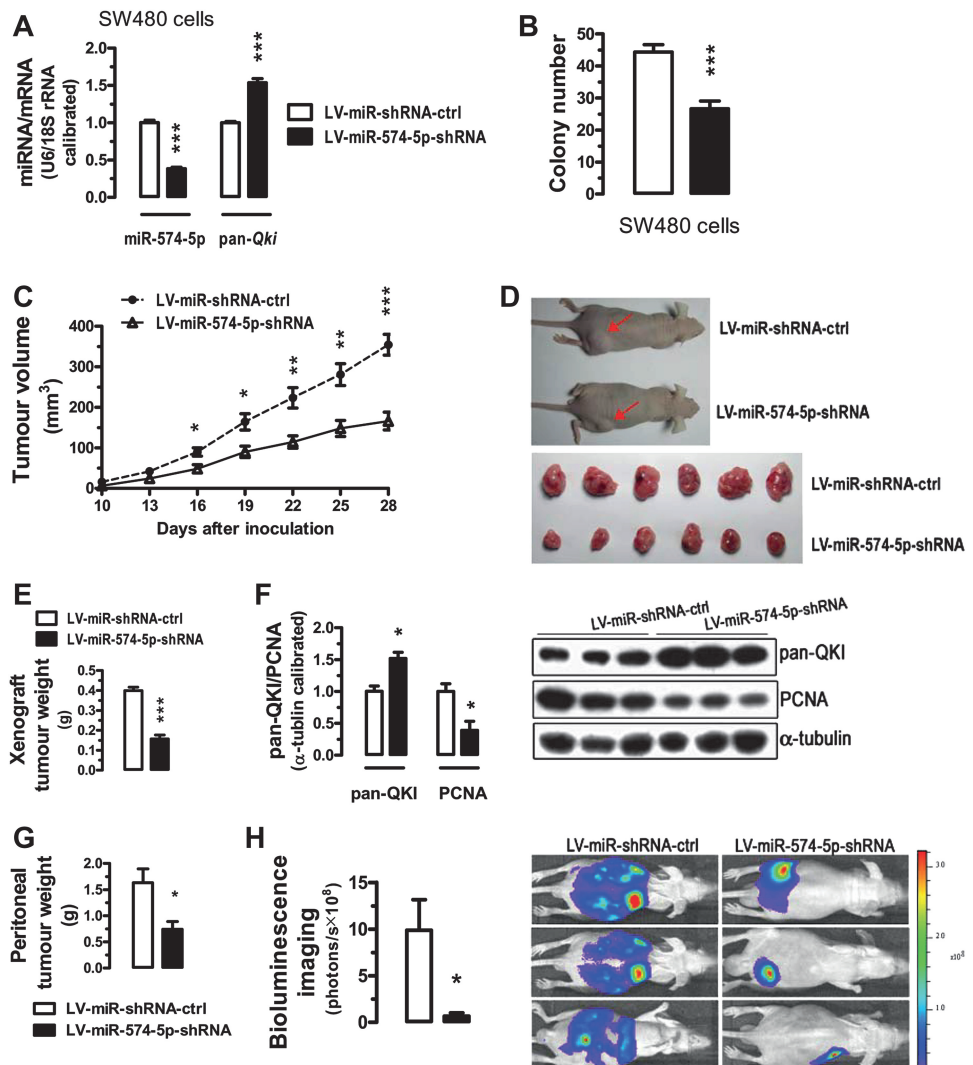 A
SW480 cells
miRNA/mRNA
(U6/18S rRNA
calibrated)
2.0
1.5
1.0
0.5
0.0
***
***
miR-574-5p
pan-Qki
LV-miR-shRNA-ctrl
LV-miR-574-5p-shRNA
B
Colony number
50
40
30
20
10
0
***
SW480 cells
C
LV-miR-shRNA-ctrl
LV-miR-574-5p-shRNA
Tumour volume
(mm³)
400
300
200
100
0
*
*
**
**
***
10 13 16 19 22 25 28
Days after inoculation
D
LV-miR-shRNA-ctrl
LV-miR-574-5p-shRNA
LV-miR-shRNA-ctrl
LV-miR-574-5p-shRNA
E
LV-miR-shRNA-ctrl
LV-miR-574-5p-shRNA
Xenograft
tumour weight
(g)
0.5
0.4
0.3
0.2
0.1
0.0
***
F
pan-QKI/PCNA
(α-tublin calibrated)
2.0
1.5
1.0
0.5
0.0
*
*
pan-QKI
PCNA
LV-miR-shRNA-ctrl
LV-miR-574-5p-shRNA
pan-QKI
PCNA
α-tubulin
G
Peritoneal
tumour weight
(g)
2.0
1.5
1.0
0.5
0.0
*
LV-miR-shRNA-ctrl
LV-miR-574-5p-shRNA
H
Bioluminescence
imaging
(photons/s×10⁸)
15
10
5
0
*
LV-miR-shRNA-ctrl
LV-miR-574-5p-shRNA
30
20
10